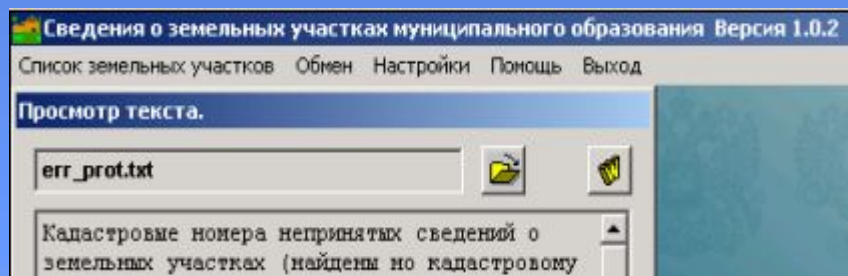 Сведения о земельных участках муниципального образования Версия 1.0.2
Список земельных участков Обмен Настройки Помощь Выход
Просмотр текста.
err_prot.txt
Кадастровые номера непринятых сведений о
земельных участках (найдены но кадастровому